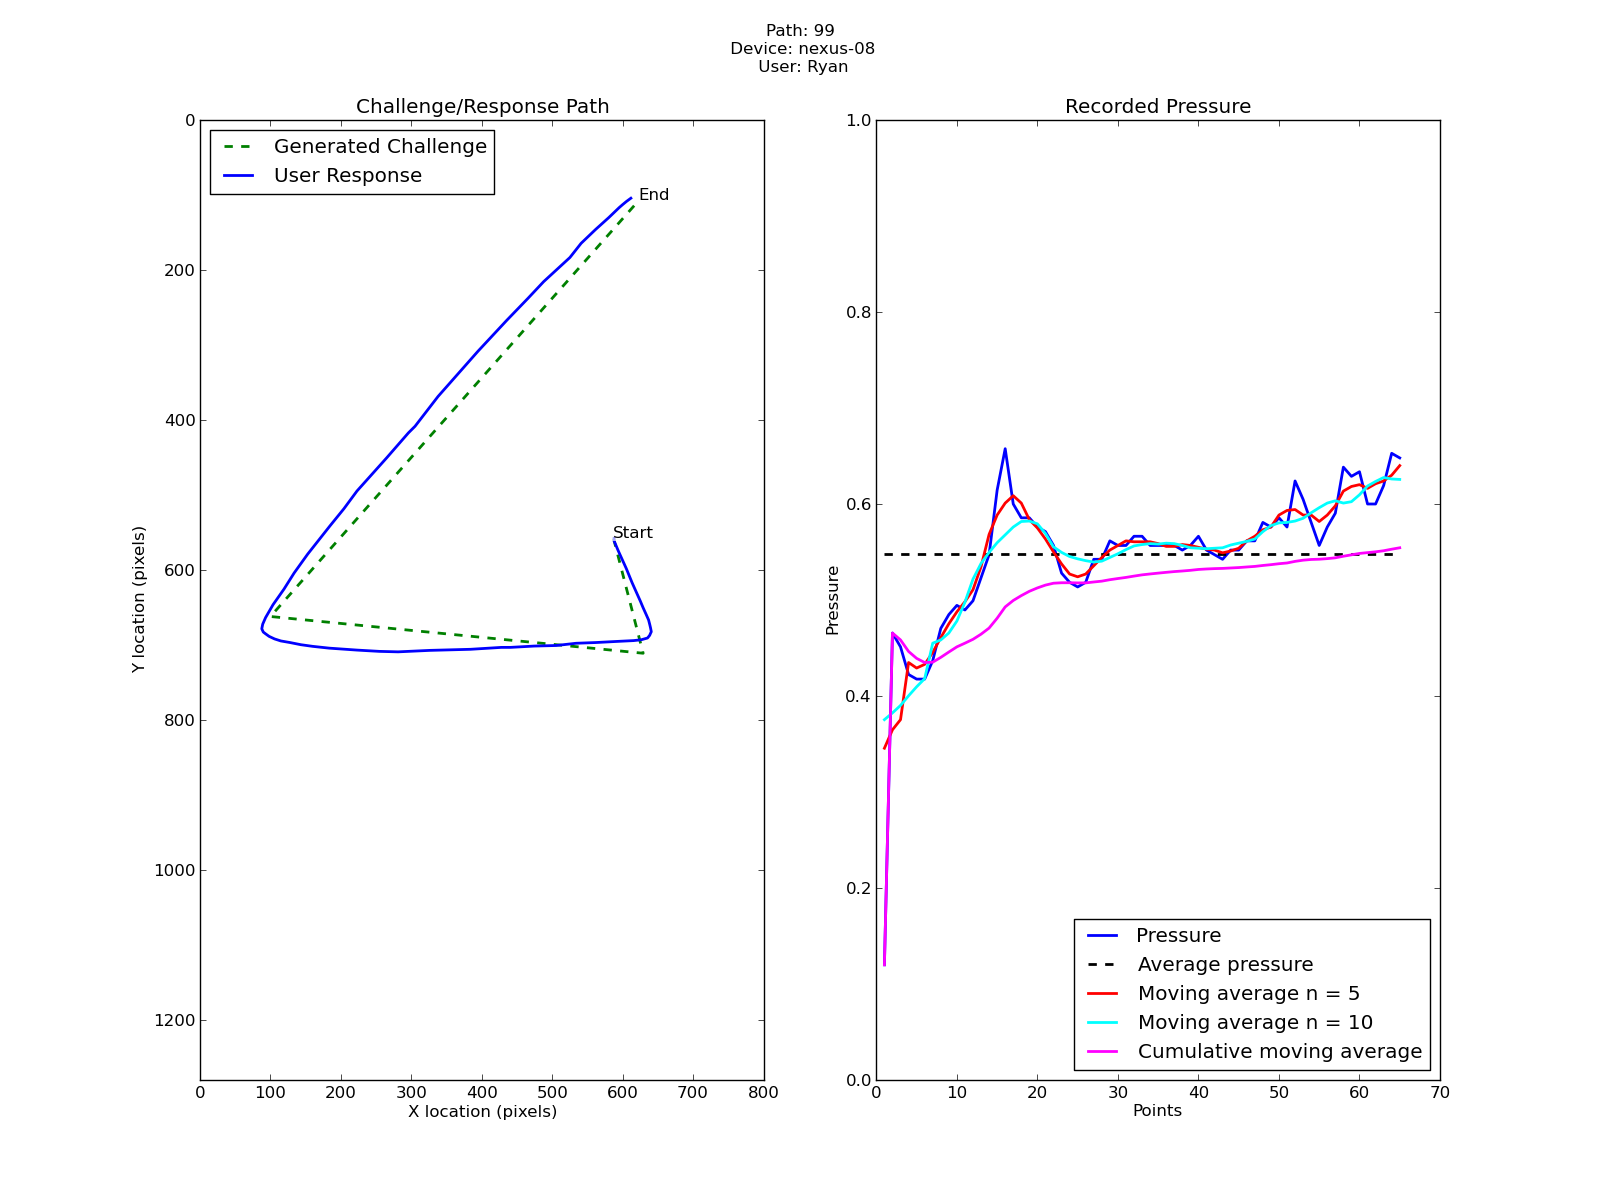 Path: 99
Device: nexus-08
User: Ryan
Challenge/Response Path
Generated Challenge
User Response
End
Start
0
200
400
600
800
1000
1200
Y location (pixels)
0 100 200 300 400 500 600 700 800
X location (pixels)
Recorded Pressure
1.0
0.8
0.6
0.4
0.2
0.0
Pressure
Pressure
Average pressure
Moving average n = 5
Moving average n = 10
Cumulative moving average
0 10 20 30 40 50 60 70
Points